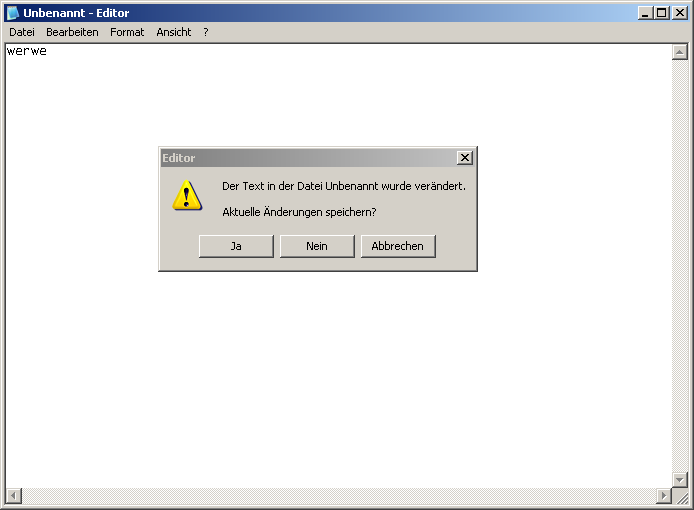 Unbenannt - Editor
Datei Bearbeiten Format Ansicht ?
werwe
Editor
Der Text in der Datei Unbenannt wurde verändert.
Aktuelle Änderungen speichern?
Ja Nein Abbrechen